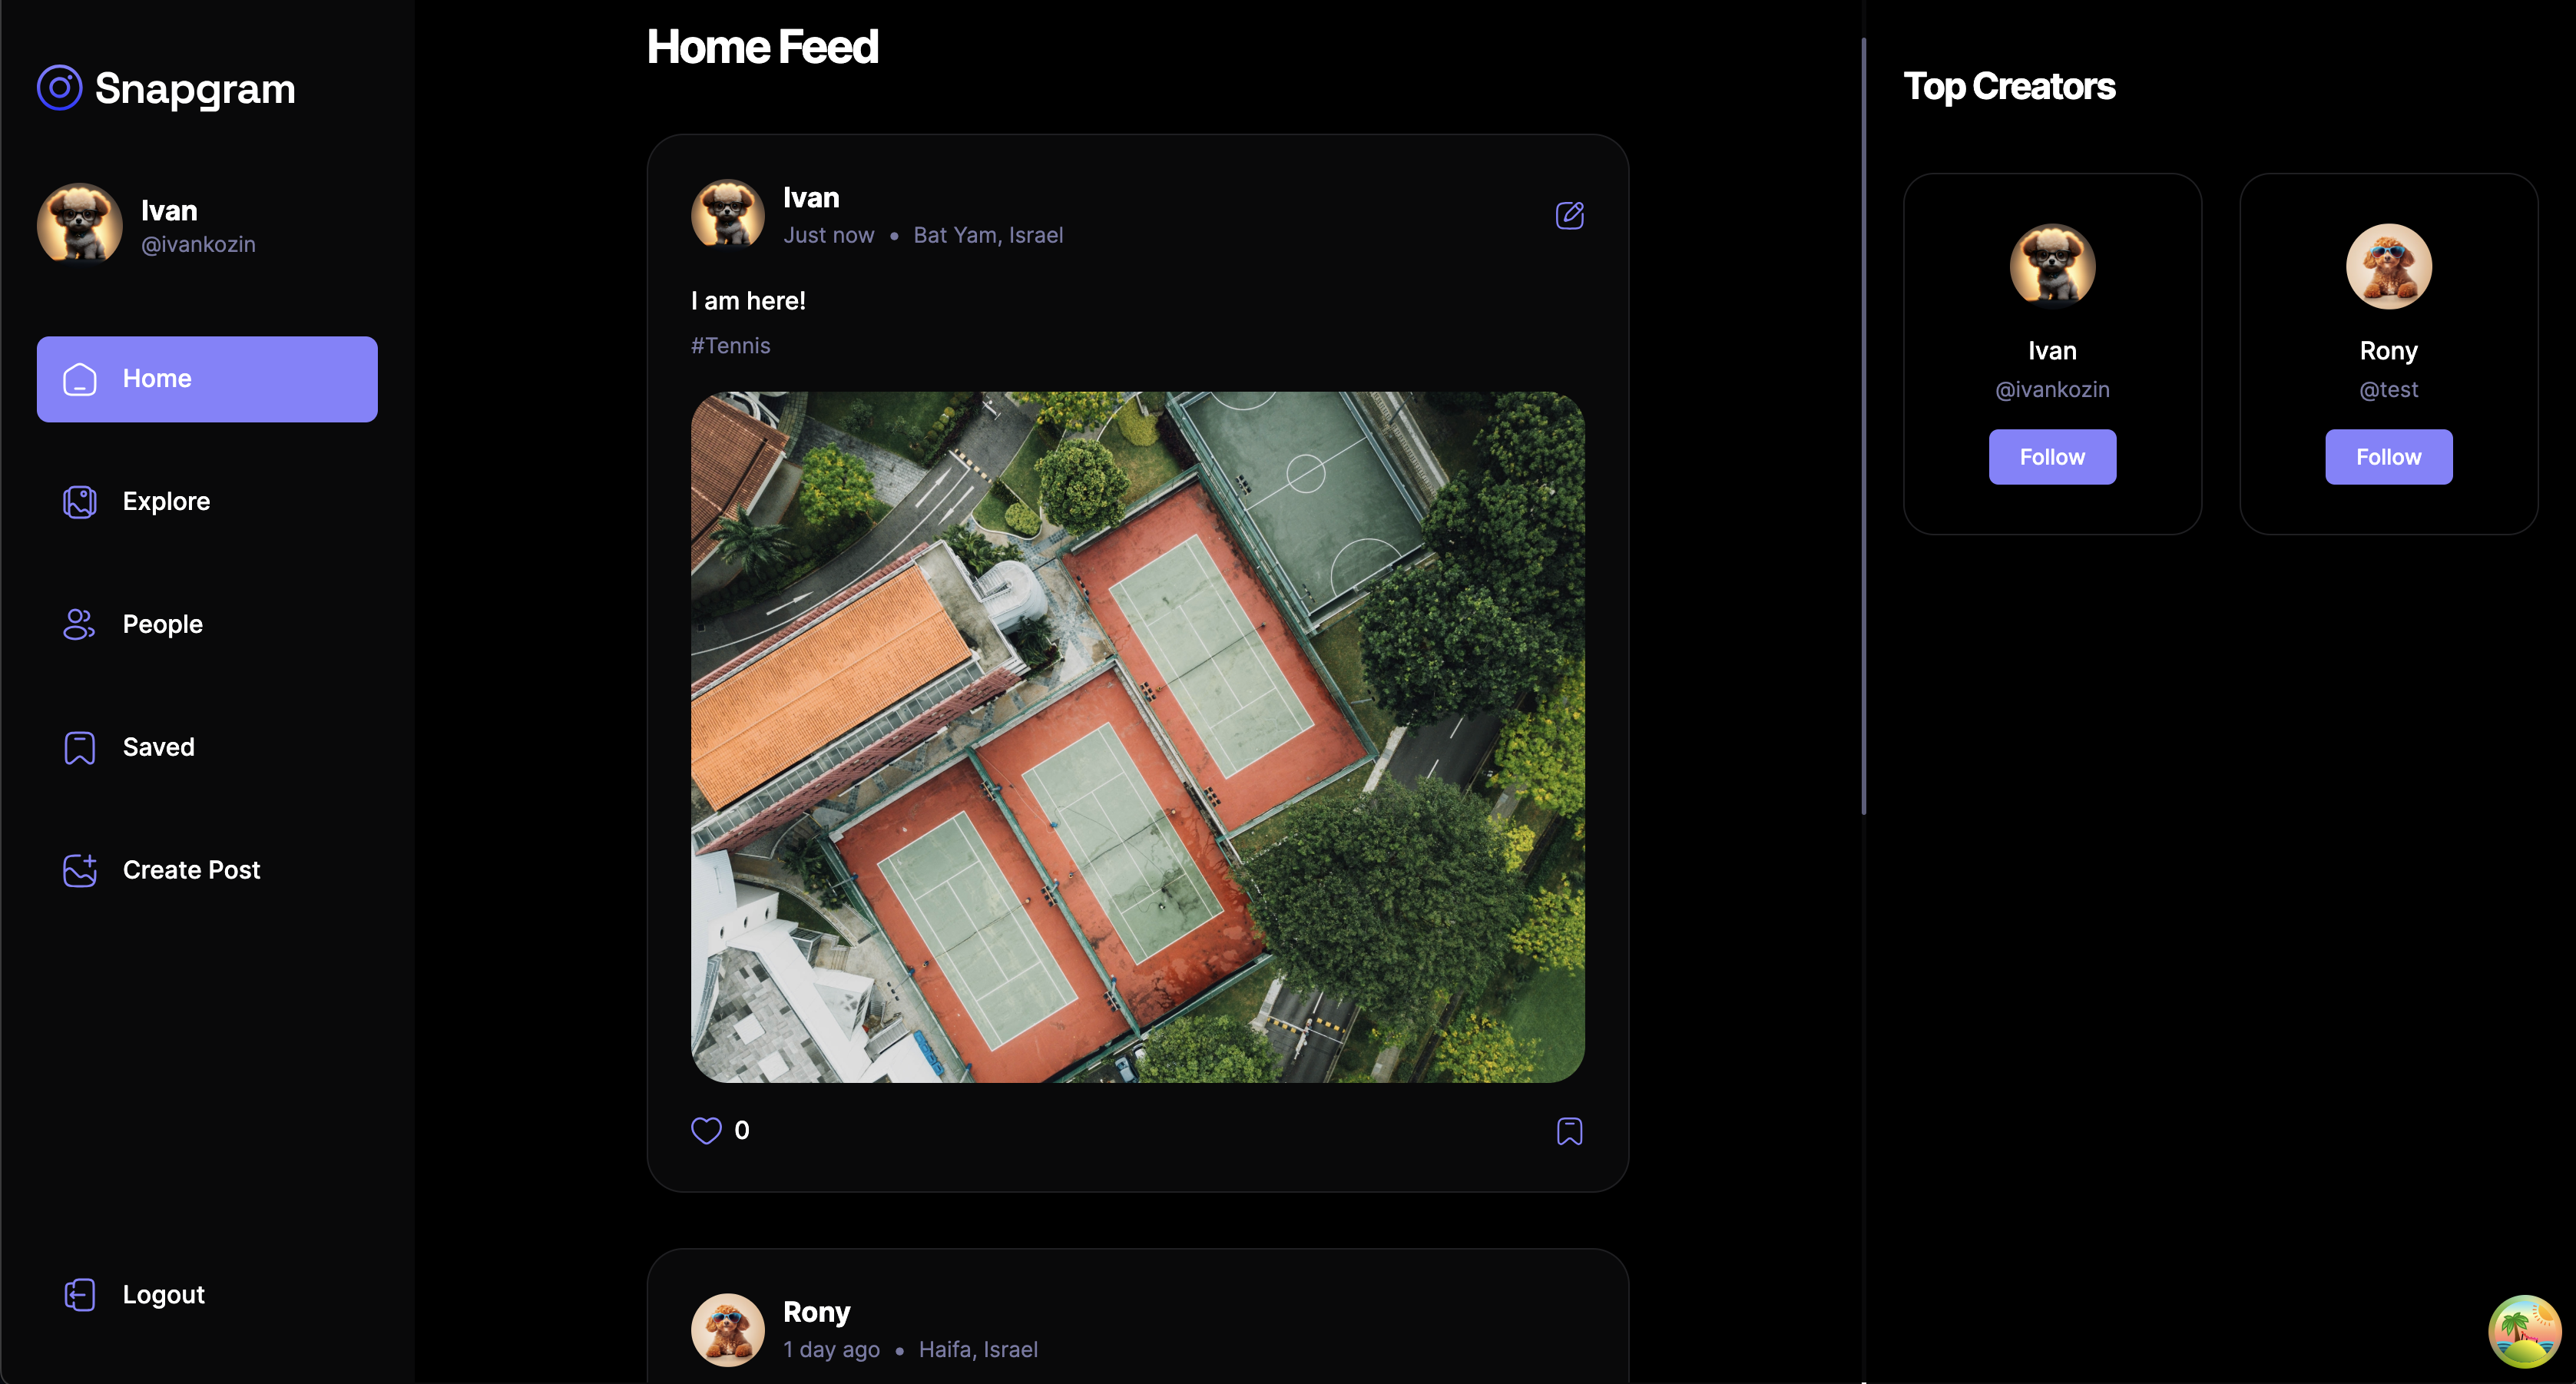 Snapgram
Ivan
@ivankozin
Home
Explore
People
Saved
Create Post
Logout
Home Feed
Ivan
Just now • Bat Yam, Israel
I am here!
#Tennis
0
Rony
1 day ago • Haifa, Israel
Top Creators
Ivan
@ivankozin
Follow
Rony
@test
Follow